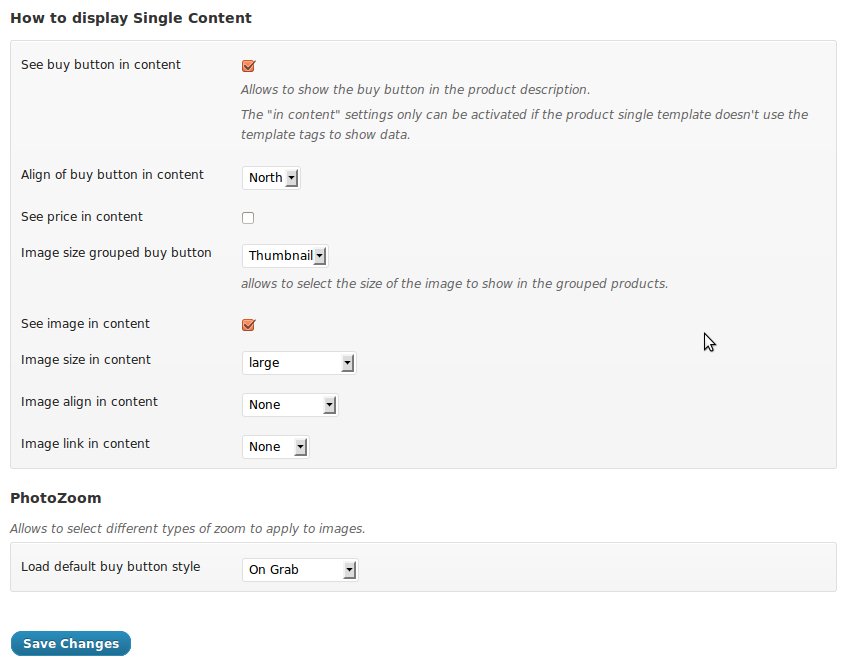 How to display Single Content
See buy button in content
Allows to show the buy button in the product description.
The "in content" settings only can be activated if the product single template doesn't use the
template tags to show data.
Align of buy button in content North
See price in content
Image size grouped buy button Thumbnail
allows to select the size of the image to show in the grouped products.
See image in content
Image size in content large
Image align in content None
Image link in content None
PhotoZoom
Allows to select different types of zoom to apply to images.
Load default buy button style On Grab
Save Changes